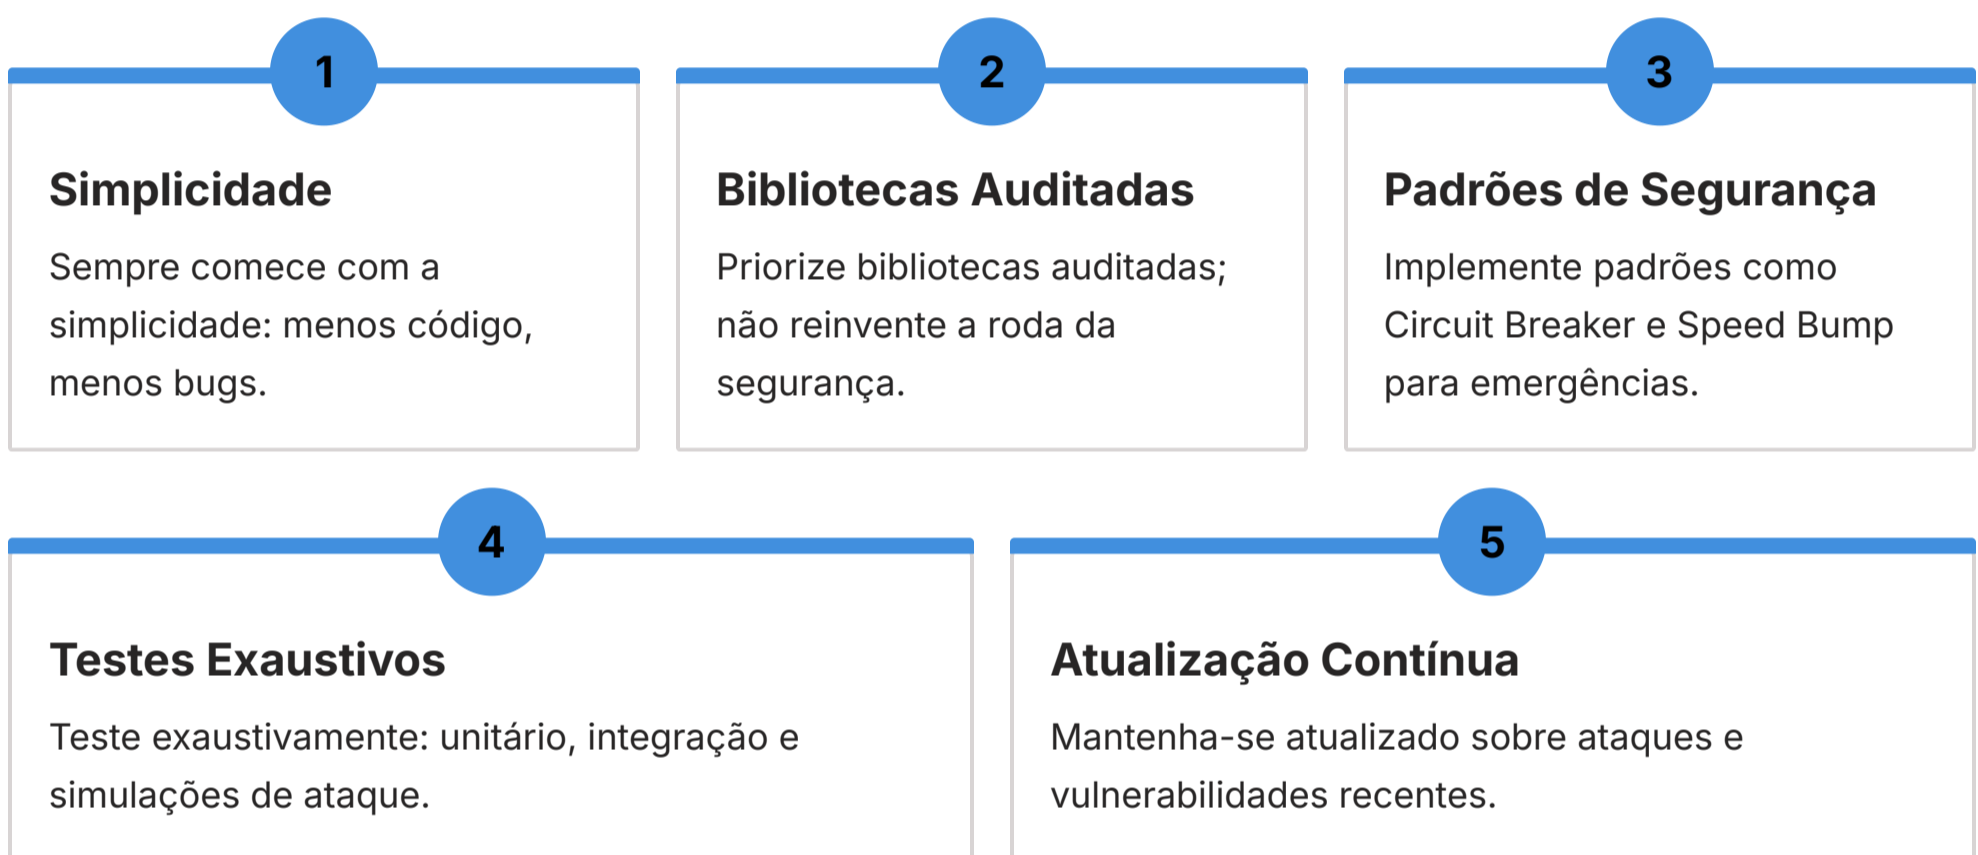 1
Simplicidade
Sempre comece com a
simplicidade: menos código,
menos bugs.
2
Bibliotecas Auditadas
Priorize bibliotecas auditadas;
não reinvente a roda da
segurança.
3
Padrões de Segurança
Implemente padrões como
Circuit Breaker e Speed Bump
para emergências.
4
Testes Exaustivos
Teste exaustivamente: unitário, integração e
simulações de ataque.
5
Atualização Contínua
Mantenha-se atualizado sobre ataques e
vulnerabilidades recentes.